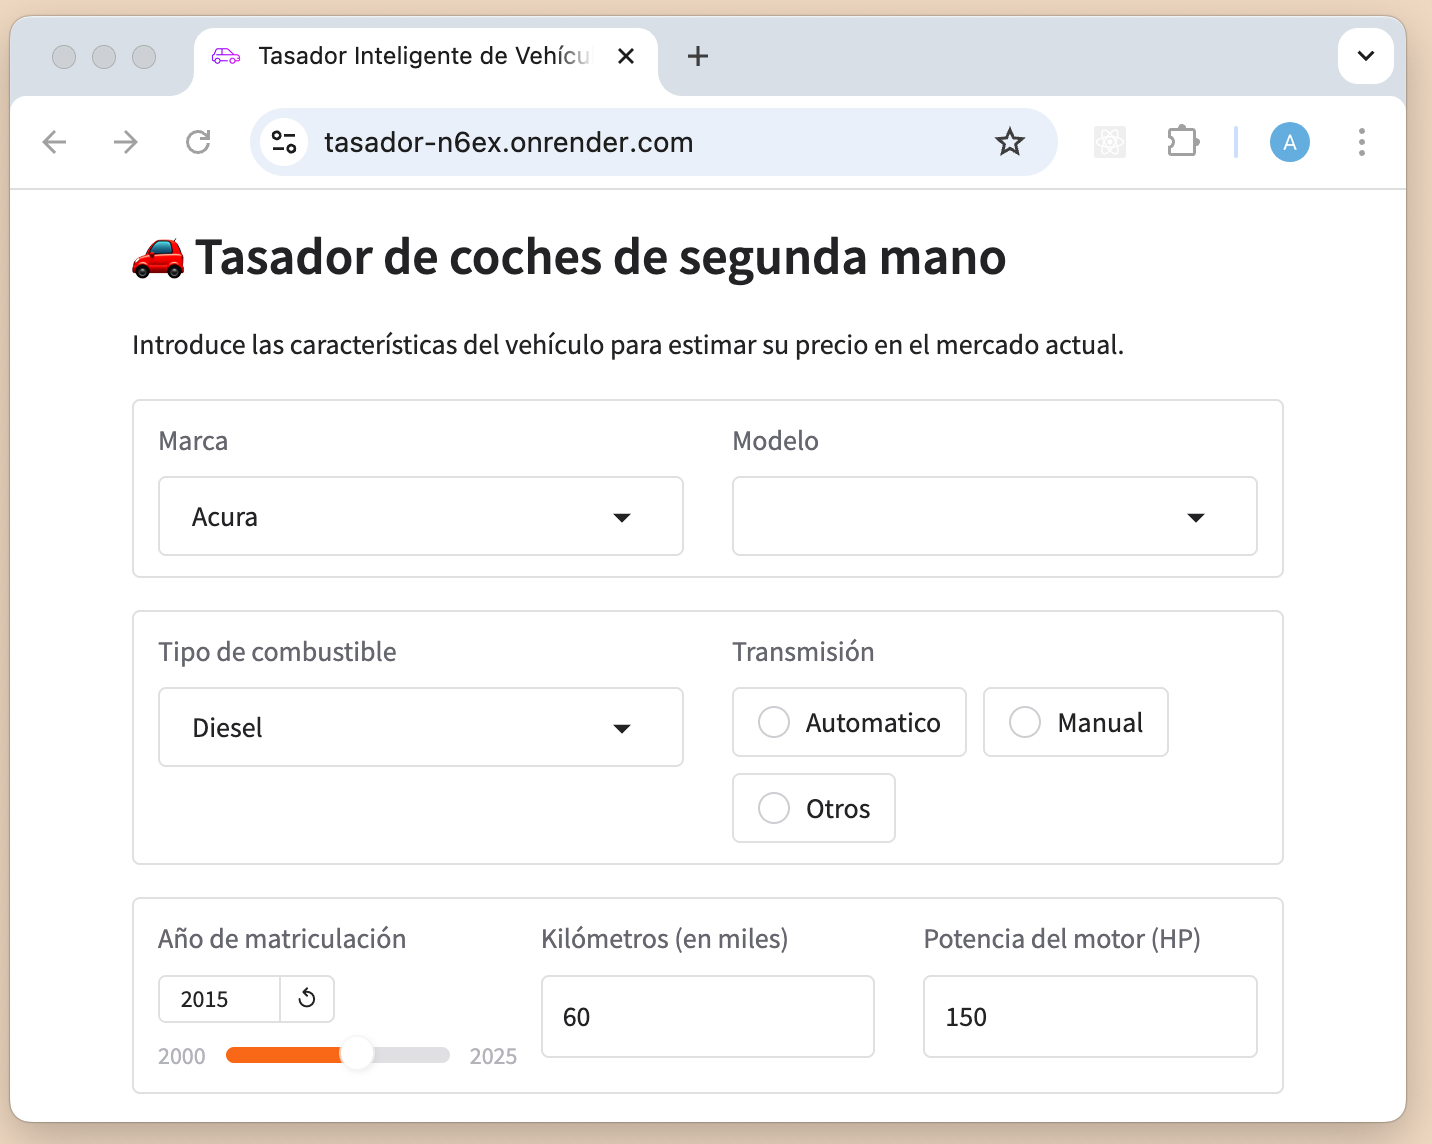 Tasador Inteligente de Vehícu
tasador-n6ex.onrender.com
A
Tasador de coches de segunda mano
Introduce las características del vehículo para estimar su precio en el mercado actual.
Marca
Modelo
Acura
Tipo de combustible
Transmisión
Diesel
Automatico
Manual
Otros
Año de matriculación
Kilómetros (en miles)
Potencia del motor (HP)
2015
60
150
2000
2025